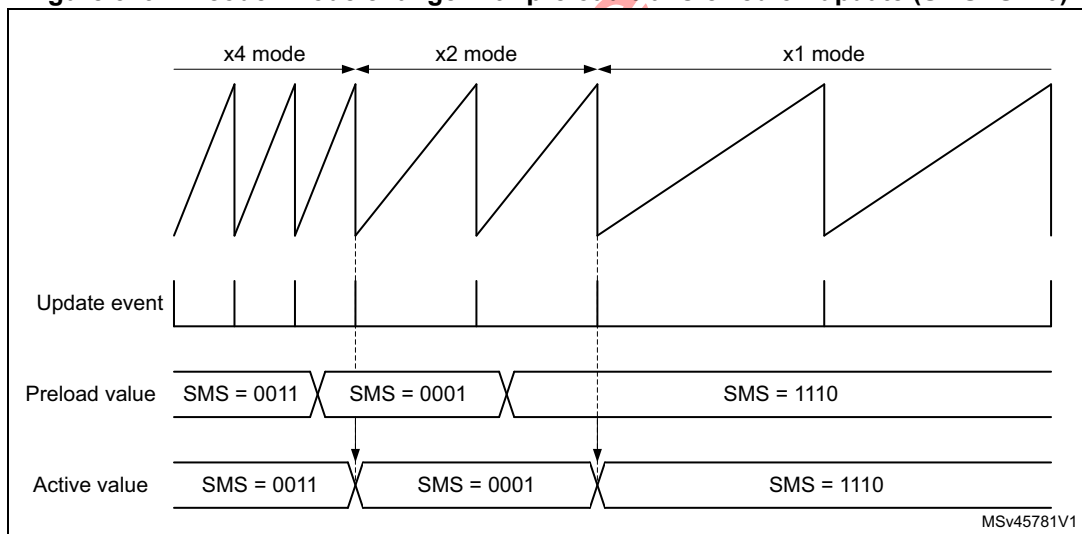 x4 mode x2 mode x1 mode
Update event
Preload value SMS = 0011 SMS = 0001 SMS = 1110
Active value SMS = 0011 SMS = 0001 SMS = 1110
MSv45781V1